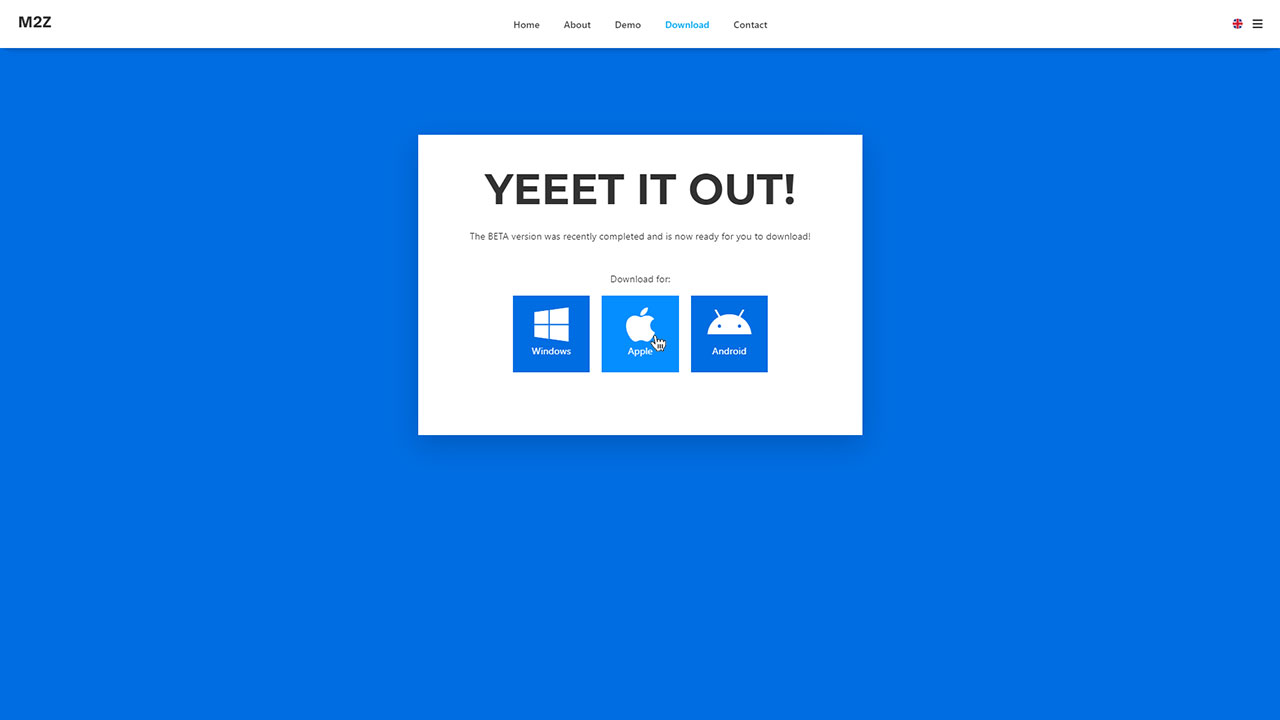 M2Z
Home About Demo Download Contact
YEEET IT OUT!
The BETA version was recently completed and is now ready for you to download!
Download for:
Windows Apple Android